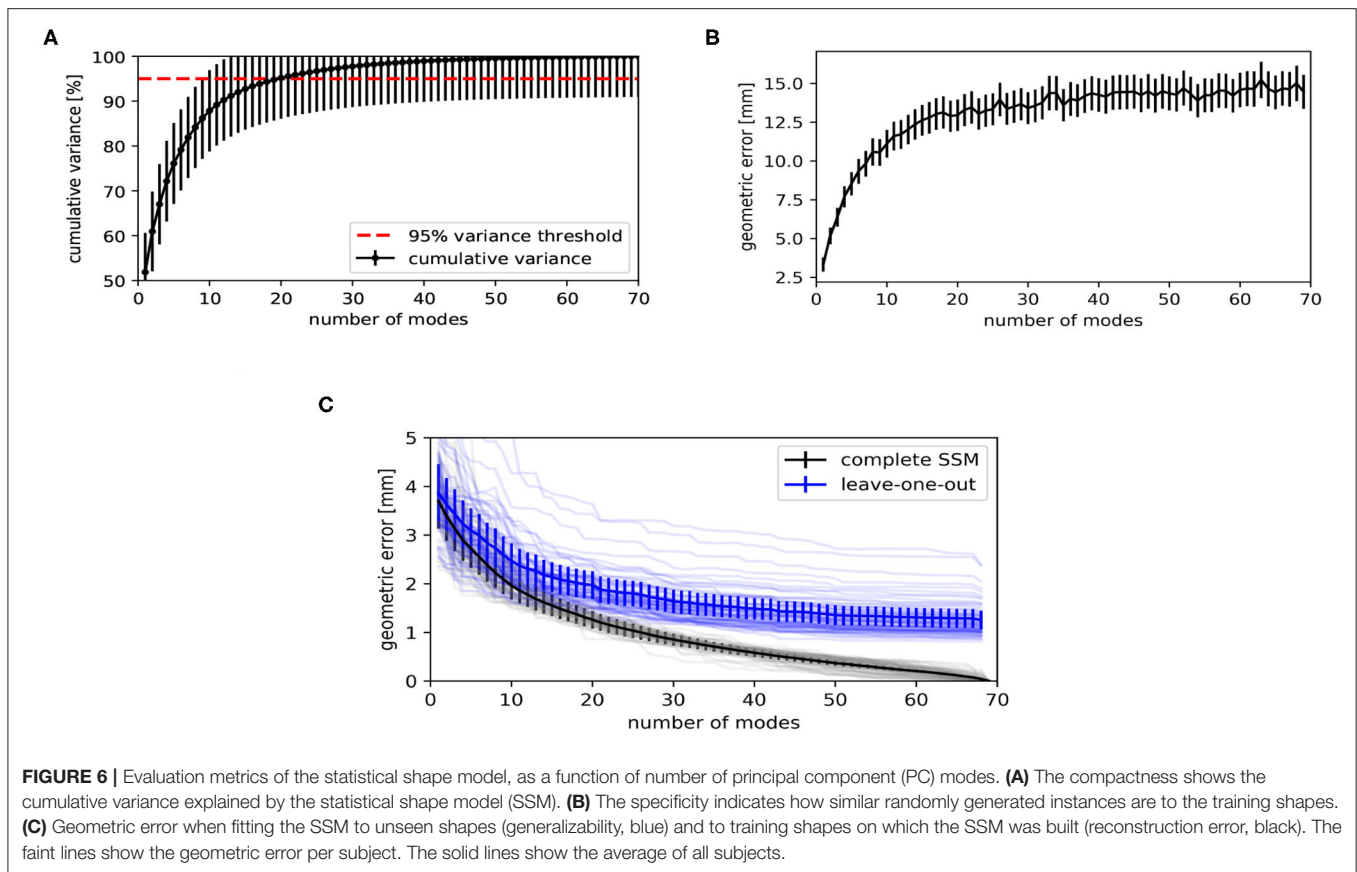 A
100
90
80
70
60
50
cumulative variance [%]
95% variance threshold
cumulative variance
0 10 20 30 40 50 60 70
number of modes
B
15.0
12.5
10.0
7.5
5.0
2.5
geometric error [mm]
0 10 20 30 40 50 60 70
number of modes
C
5
4
3
2
1
0
geometric error [mm]
complete SSM
leave-one-out
0 10 20 30 40 50 60 70
number of modes
FIGURE 6 | Evaluation metrics of the statistical shape model, as a function of number of principal component (PC) modes. (A) The compactness shows the
cumulative variance explained by the statistical shape model (SSM). (B) The specificity indicates how similar randomly generated instances are to the training shapes.
(C) Geometric error when fitting the SSM to unseen shapes (generalizability, blue) and to training shapes on which the SSM was built (reconstruction error, black). The
faint lines show the geometric error per subject. The solid lines show the average of all subjects.